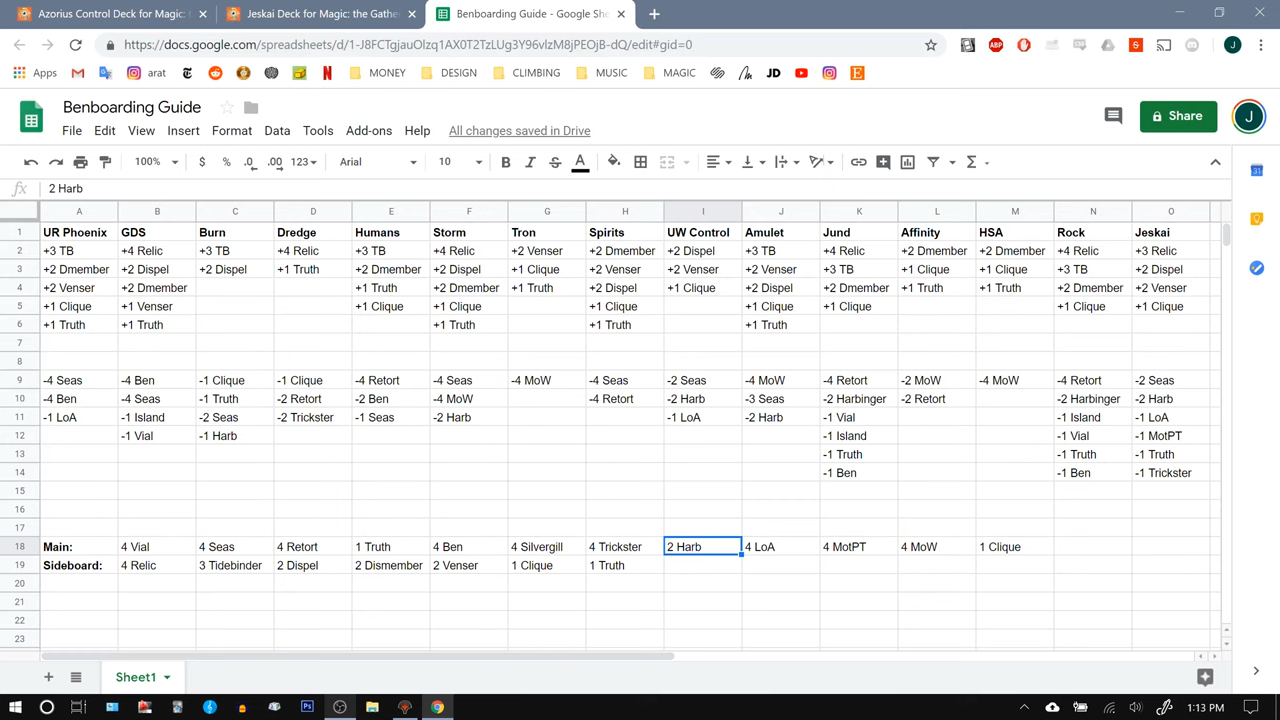 Azorius Control Deck for Magic: t
Jeskai Deck for Magic: the Gathe
Benboarding Guide - Google She
https://docs.google.com/spreadsheets/d/1-J8FCTgjauOIzq1AX0T2TzLUg3Y96vlzM8jPEOjB-dQ/edit#gid=0
Apps arat MONEY DESIGN CLIMBING MUSIC MAGIC JD
Benboarding Guide
File Edit View Insert Format Data Tools Add-ons Help All changes saved in Drive
Share
J
100% $ % .0 .00 123 Arial 10 B I S A
fx 2 Harb
A B C D E F G H I J K L M N O
1 UR Phoenix GDS Burn Dredge Humans Storm Tron Spirits UW Control Amulet Jund Affinity HSA Rock Jeskai
2 +3 TB +4 Relic +3 TB +4 Relic +3 TB +4 Relic +2 Venser +2 Dmember +2 Dispel +3 TB +4 Relic +2 Dmember +2 Dmember +4 Relic +3 Relic
3 +2 Dmember +2 Dispel +2 Dispel +1 Truth +2 Dmember +2 Dispel +1 Clique +2 Venser +2 Venser +2 Venser +3 TB +1 Clique +1 Clique +3 TB +2 Dispel
4 +2 Venser +2 Dmember +1 Truth +2 Dmember +1 Truth +2 Dispel +1 Clique +2 Dispel +2 Dmember +1 Truth +1 Truth +2 Dmember +2 Venser
5 +1 Clique +1 Venser +1 Clique +1 Clique +1 Clique +1 Clique +1 Clique +1 Clique +1 Clique
6 +1 Truth +1 Truth +1 Truth +1 Truth +1 Truth
7
8
9 -4 Seas -4 Ben -1 Clique -1 Clique -4 Retort -4 Seas -4 MoW -4 Seas -2 Seas -4 MoW -4 Retort -2 MoW -4 MoW -4 Retort -2 Seas
10 -4 Ben -4 Seas -1 Truth -2 Retort -2 Ben -4 MoW -4 Retort -2 Harb -3 Seas -2 Harbinger -2 Retort -2 Harbinger -2 Harb
11 -1 LoA -1 Island -2 Seas -2 Trickster -1 Seas -2 Harb -1 LoA -2 Harb -1 Vial -1 Island -1 LoA
12 -1 Vial -1 Harb -1 Island -1 Vial -1 MotPT
13 -1 Truth -1 Truth -1 Truth
14 -1 Ben -1 Ben -1 Trickster
15
16
17
18 Main: 4 Vial 4 Seas 4 Retort 1 Truth 4 Ben 4 Silvergill 4 Trickster 2 Harb 4 LoA 4 MotPT 4 MoW 1 Clique
19 Sideboard: 4 Relic 3 Tidebinder 2 Dispel 2 Dismember 2 Venser 1 Clique 1 Truth
20
21
22
23
Sheet1
1:13 PM